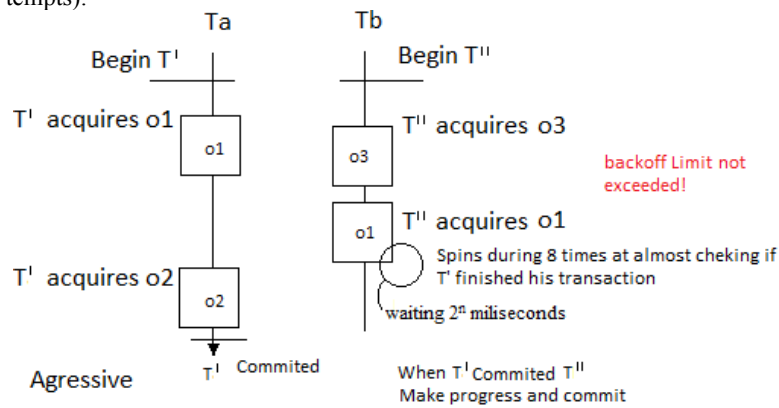 tempts).
Ta Tb
Begin T' Begin T''
T' acquires o1 T'' acquires o3
o1
o3
backoff Limit not
exceeded!
T'' acquires o1
o1
Spins during 8 times at almost cheking if
T' finished his transaction
T' acquires o2
o2
waiting 2ⁿ miliseconds
T' Commited
Agressive
When T' Commited T''
Make progress and commit